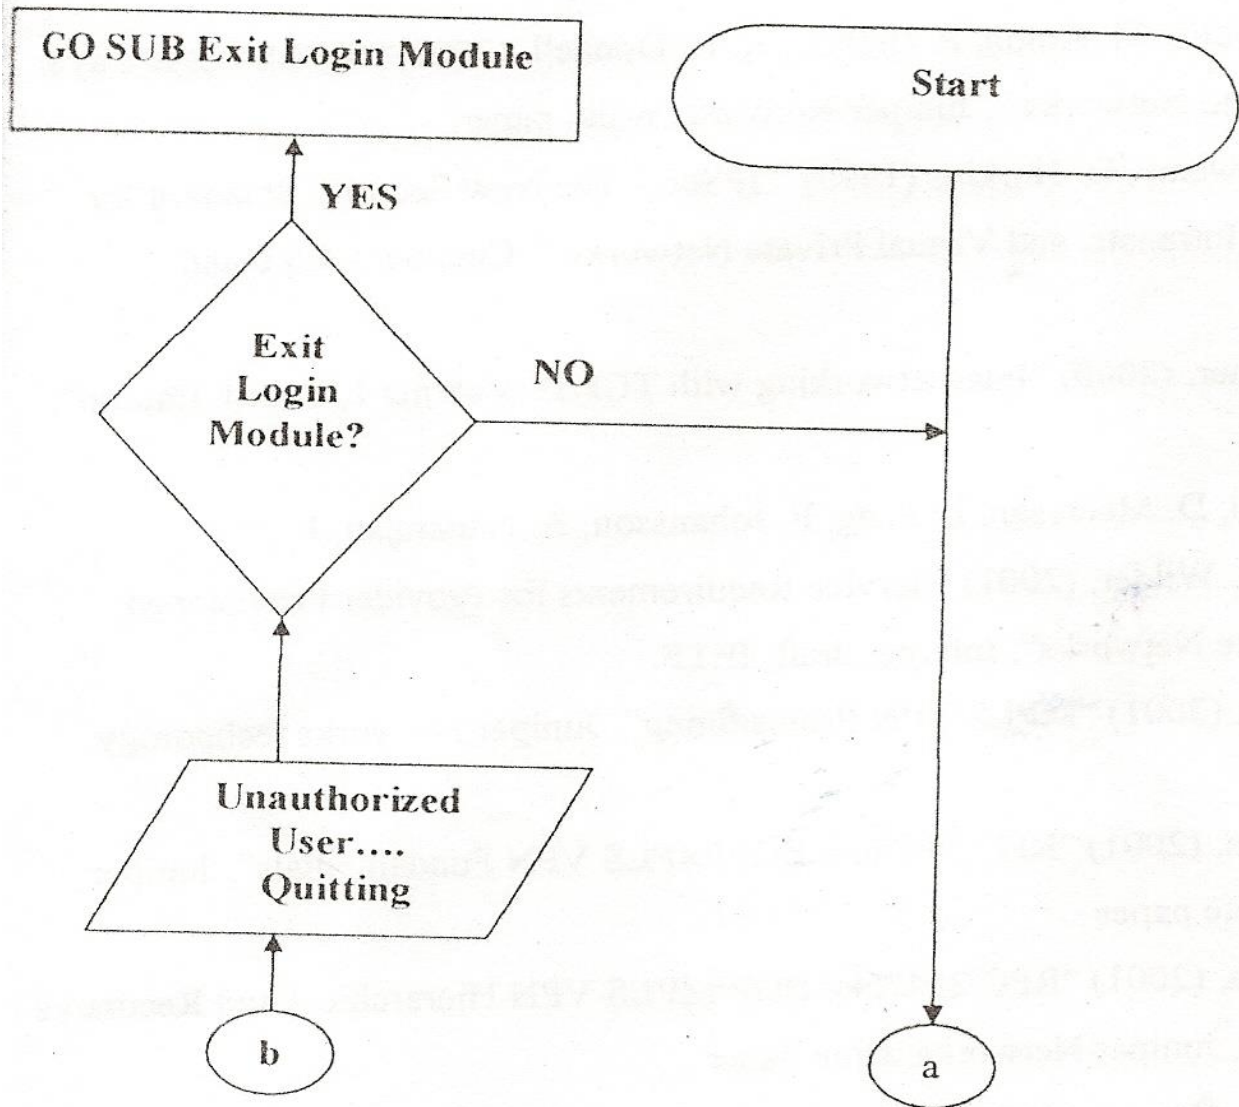 GO SUB Exit Login Module
Start
YES
Exit
Login
Module?
NO
Unauthorized
User....
Quitting
b
a